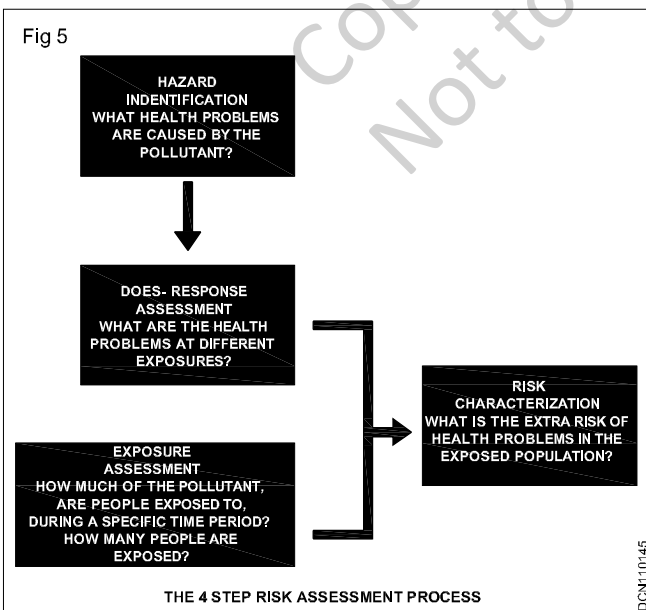 Fig 5
Cop
Not to
HAZARD
INDENTIFICATION
WHAT HEALTH PROBLEMS
ARE CAUSED BY THE
POLLUTANT?
DOES- RESPONSE
ASSESSMENT
WHAT ARE THE HEALTH
PROBLEMS AT DIFFERENT
EXPOSURES?
EXPOSURE
ASSESSMENT
HOW MUCH OF THE POLLUTANT,
ARE PEOPLE EXPOSED TO,
DURING A SPECIFIC TIME PERIOD?
HOW MANY PEOPLE ARE
EXPOSED?
RISK
CHARACTERIZATION
WHAT IS THE EXTRA RISK OF
HEALTH PROBLEMS IN THE
EXPOSED POPULATION?
THE 4 STEP RISK ASSESSMENT PROCESS
DCN110145